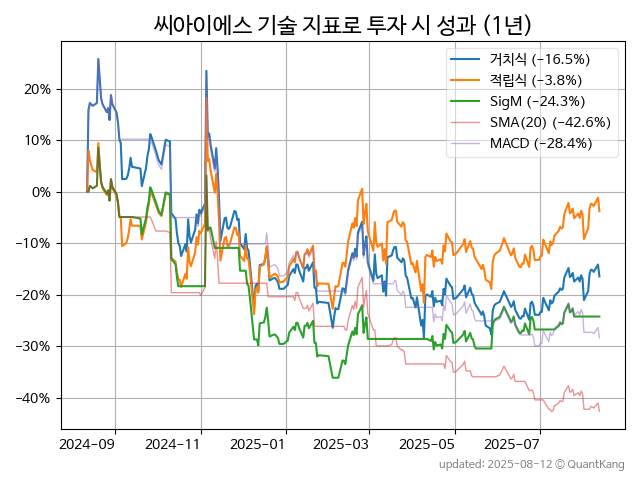 씨아이에스 기술 지표로 투자 시 성과 (1년)
거치식 (−16.5%)
적립식 (−3.8%)
SigM (−24.3%)
SMA(20) (−42.6%)
MACD (−28.4%)
20%
10%
0%
−10%
−20%
−30%
−40%
2024−09
2024−11
2025−01
2025−03
2025−05
2025−07
updated: 2025−08−12 © QuantKang